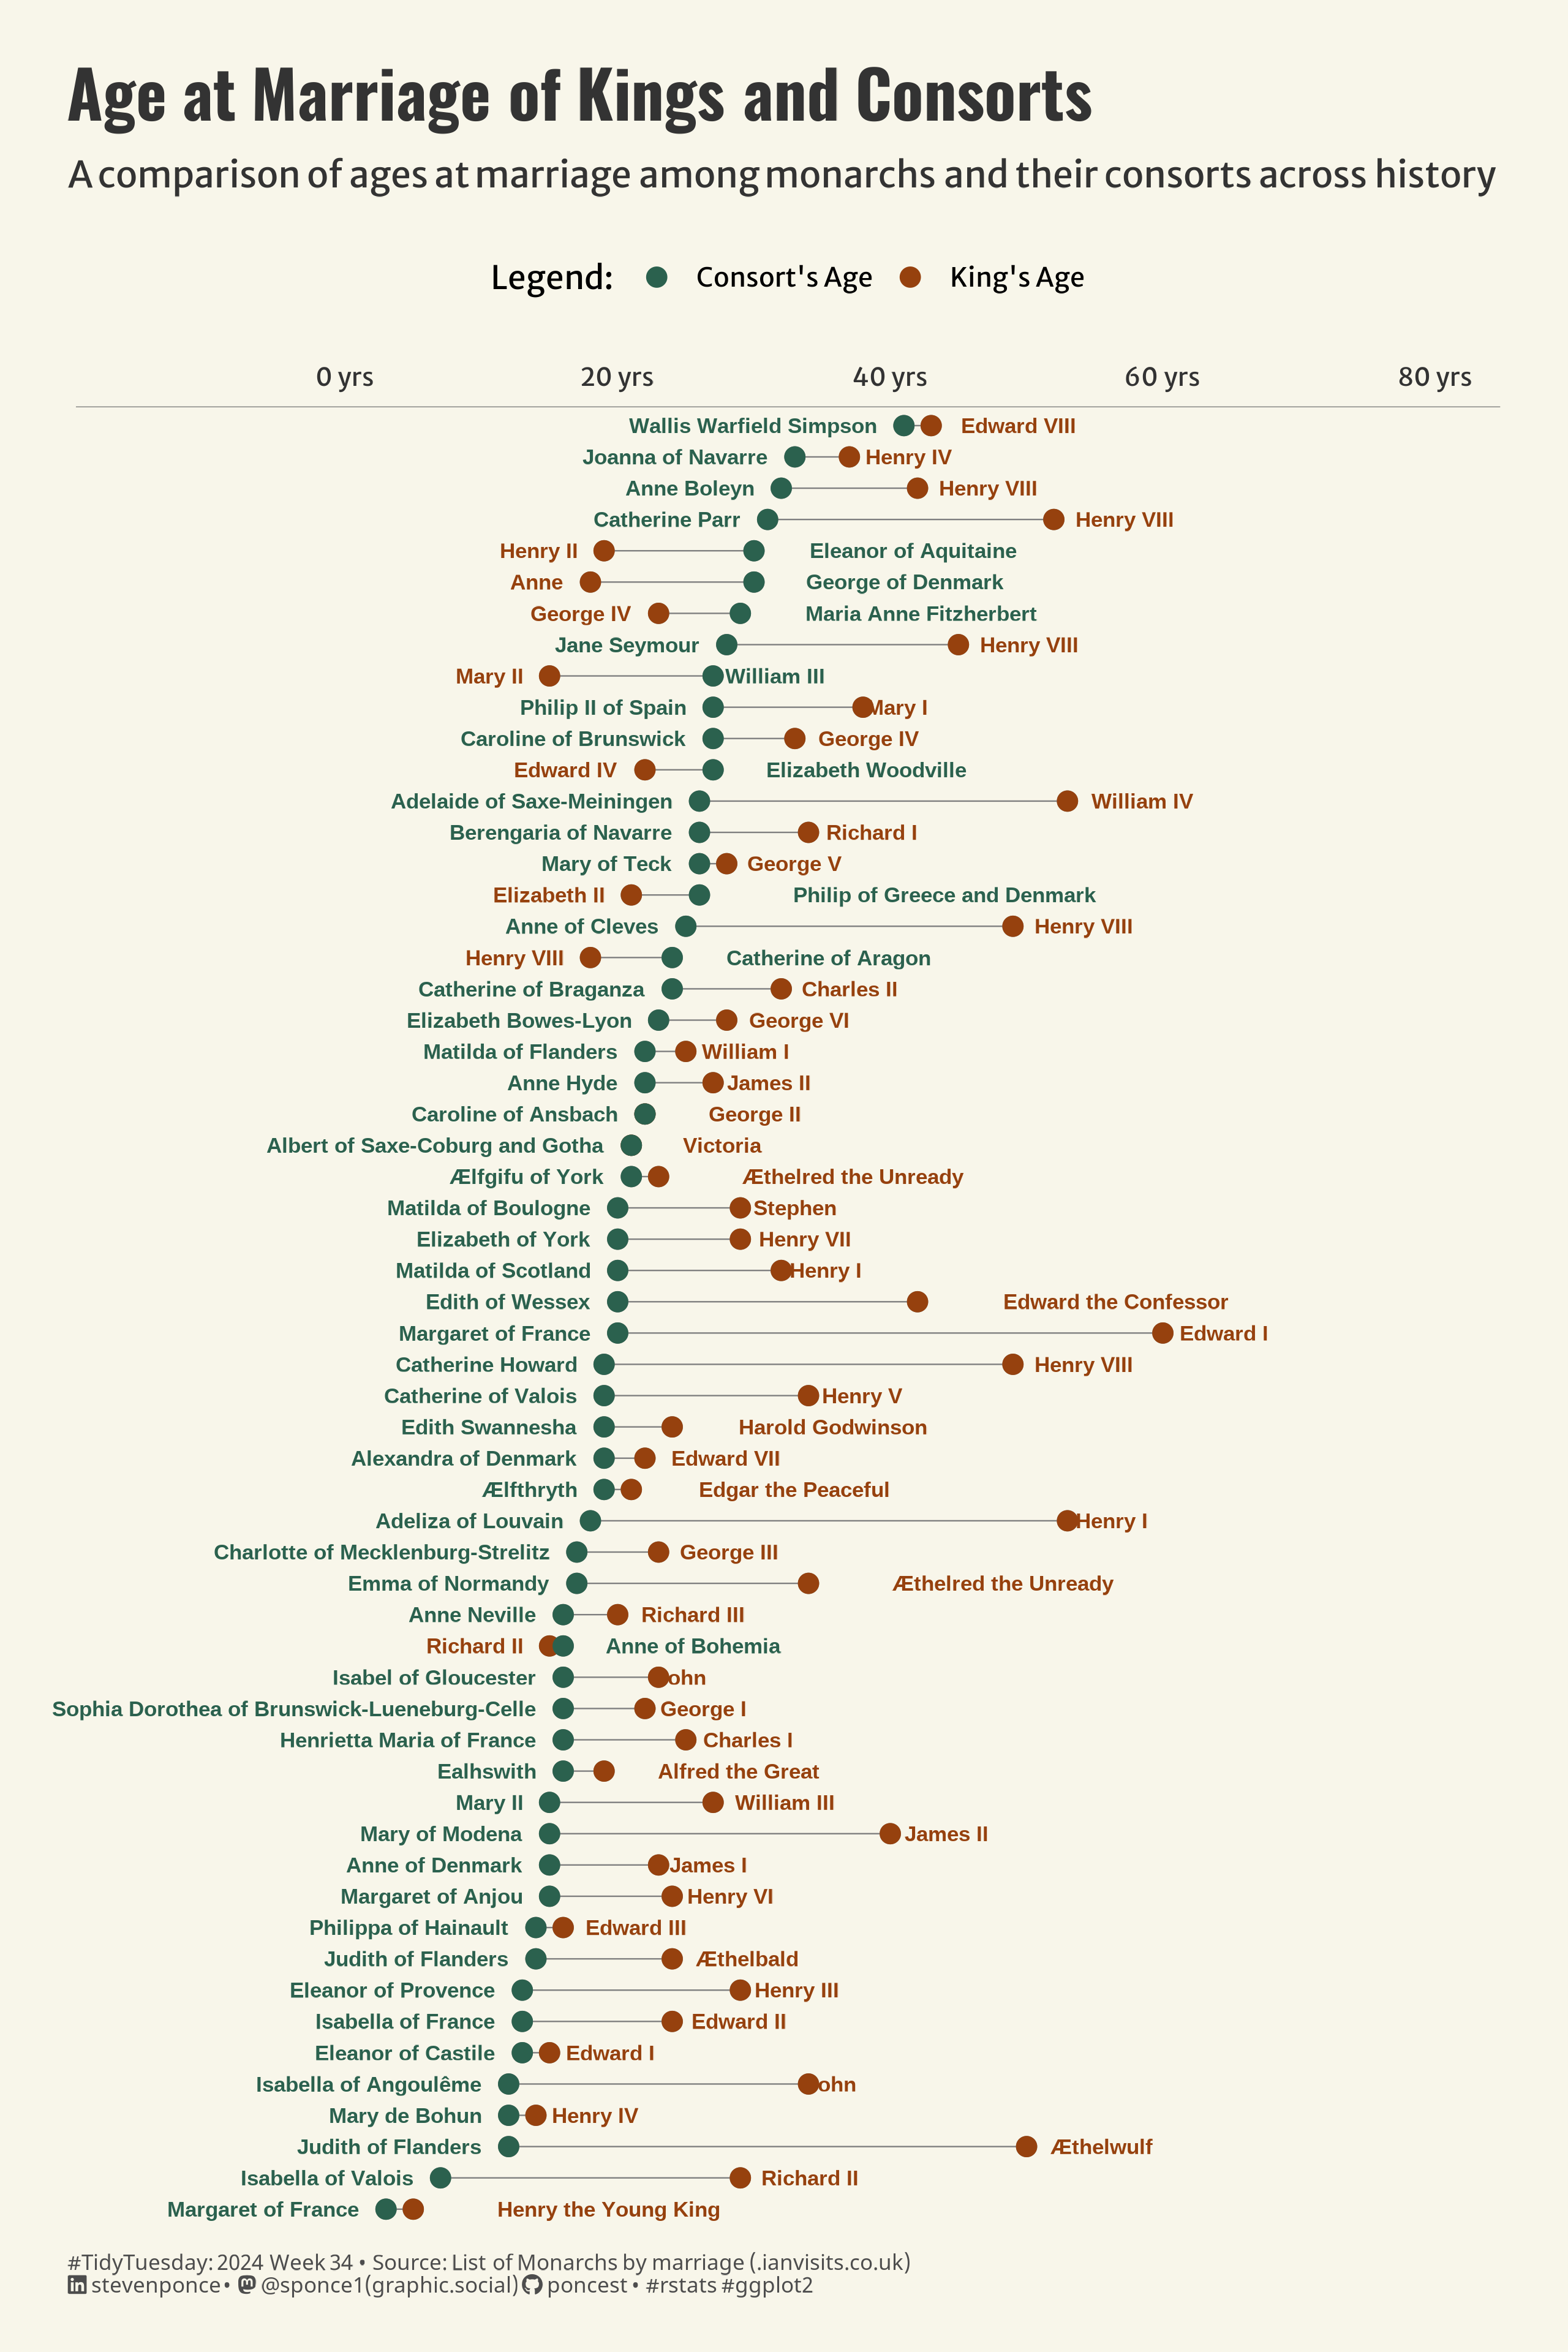 Age at Marriage of Kings and Consorts
A comparison of ages at marriage among monarchs and their consorts across history
Legend: Consort's Age King's Age
0 yrs 20 yrs 40 yrs 60 yrs 80 yrs
Wallis Warfield Simpson Edward VIII
Joanna of Navarre Henry IV
Anne Boleyn Henry VIII
Catherine Parr Henry VIII
Henry II Eleanor of Aquitaine
Anne George of Denmark
George IV Maria Anne Fitzherbert
Jane Seymour Henry VIII
Mary II William III
Philip II of Spain Mary I
Caroline of Brunswick George IV
Edward IV Elizabeth Woodville
Adelaide of Saxe-Meiningen William IV
Berengaria of Navarre Richard I
Mary of Teck George V
Elizabeth II Philip of Greece and Denmark
Anne of Cleves Henry VIII
Henry VIII Catherine of Aragon
Catherine of Braganza Charles II
Elizabeth Bowes-Lyon George VI
Matilda of Flanders William I
Anne Hyde James II
Caroline of Ansbach George II
Albert of Saxe-Coburg and Gotha Victoria
Ælfgifu of York Æthelred the Unready
Matilda of Boulogne Stephen
Elizabeth of York Henry VII
Matilda of Scotland Henry I
Edith of Wessex Edward the Confessor
Margaret of France Edward I
Catherine Howard Henry VIII
Catherine of Valois Henry V
Edith Swannesha Harold Godwinson
Alexandra of Denmark Edward VII
Ælfthryth Edgar the Peaceful
Adeliza of Louvain Henry I
Charlotte of Mecklenburg-Strelitz George III
Emma of Normandy Æthelred the Unready
Anne Neville Richard III
Richard II Anne of Bohemia
Isabel of Gloucester ohn
Sophia Dorothea of Brunswick-Lueneburg-Celle George I
Henrietta Maria of France Charles I
Ealhswith Alfred the Great
Mary II William III
Mary of Modena James II
Anne of Denmark James I
Margaret of Anjou Henry VI
Philippa of Hainault Edward III
Judith of Flanders Æthelbald
Eleanor of Provence Henry III
Isabella of France Edward II
Eleanor of Castile Edward I
Isabella of Angoulême ohn
Mary de Bohun Henry IV
Judith of Flanders Æthelwulf
Isabella of Valois Richard II
Margaret of France Henry the Young King
#TidyTuesday: 2024 Week 34 • Source: List of Monarchs by marriage (.ianvisits.co.uk)
stevenponce • @sponce1(graphic.social) poncest • #rstats #ggplot2